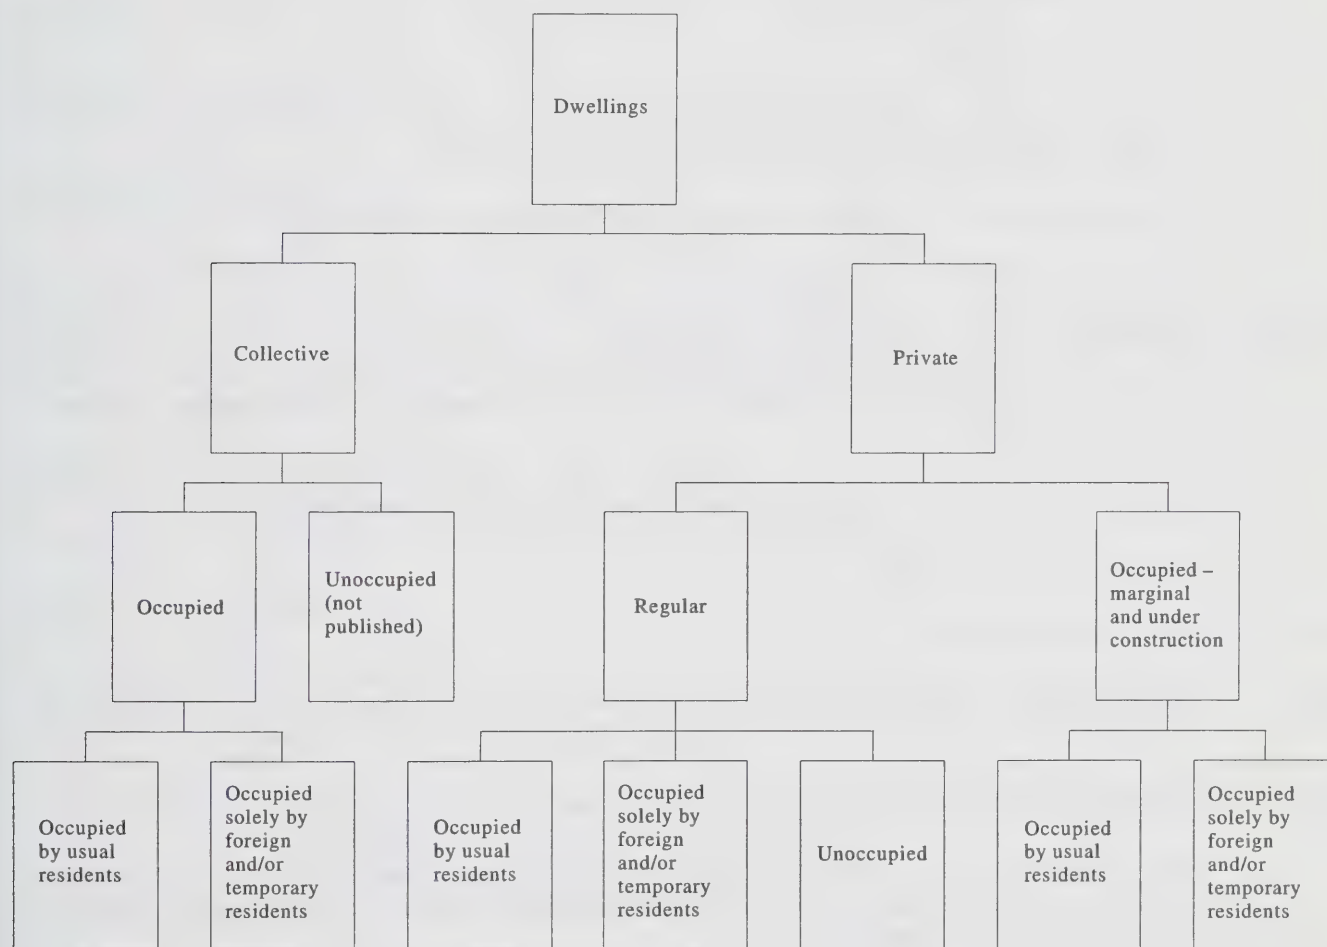 Dwellings
Collective
Private
Occupied
Unoccupied
(not
published)
Regular
Occupied –
marginal
and under
construction
Occupied
by usual
residents
Occupied
solely by
foreign
and/or
temporary
residents
Occupied
by usual
residents
Occupied
solely by
foreign
and/or
temporary
residents
Unoccupied
Occupied
by usual
residents
Occupied
solely by
foreign
and/or
temporary
residents